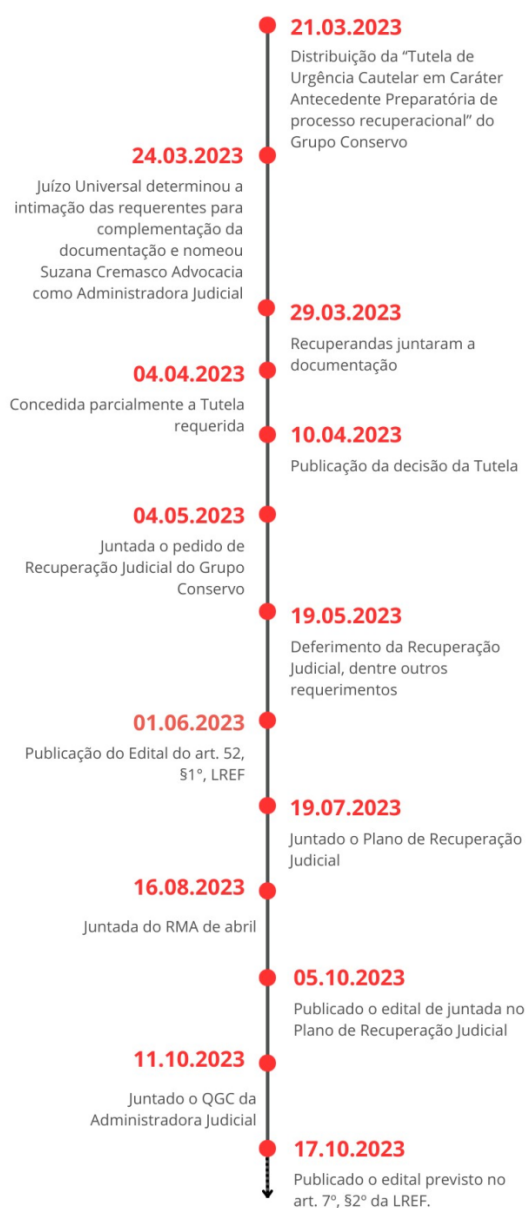 21.03.2023
Distribuição da “Tutela de
Urgência Cautelar em Caráter
Antecedente Preparatória de
processo recuperacional” do
Grupo Conservo
24.03.2023
Juízo Universal determinou a
intimação das requerentes para
complementação da
documentação e nomeou
Suzana Cremasco Advocacia
como Administradora Judicial
29.03.2023
Recuperandas juntaram a
documentação
04.04.2023
Concedida parcialmente a Tutela
requerida
10.04.2023
Publicação da decisão da Tutela
04.05.2023
Juntada o pedido de
Recuperação Judicial do Grupo
Conservo
19.05.2023
Deferimento da Recuperação
Judicial, dentre outros
requerimentos
01.06.2023
Publicação do Edital do art. 52,
§1°, LREF
19.07.2023
Juntado o Plano de Recuperação
Judicial
16.08.2023
Juntada do RMA de abril
05.10.2023
Publicado o edital de juntada no
Plano de Recuperação Judicial
11.10.2023
Juntado o QGC da
Administradora Judicial
17.10.2023
Publicado o edital previsto no
art. 7º, §2º da LREF.